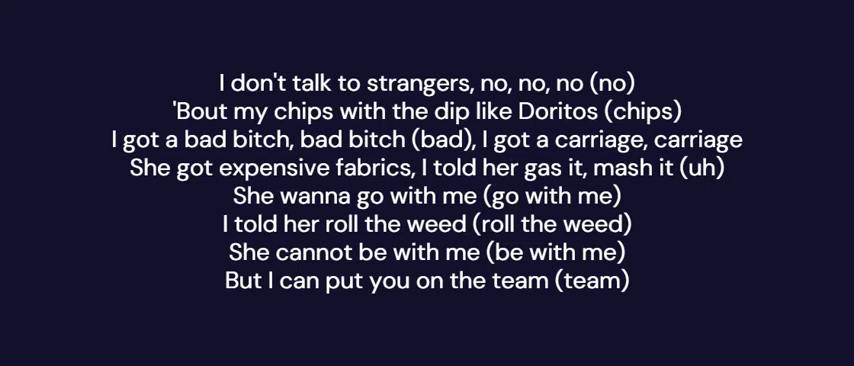 I don't talk to strangers, no, no, no (no)
'Bout my chips with the dip like Doritos (chips)
I got a bad bitch, bad bitch (bad), I got a carriage, carriage
She got expensive fabrics, I told her gas it, mash it (uh)
She wanna go with me (go with me)
I told her roll the weed (roll the weed)
She cannot be with me (be with me)
But I can put you on the team (team)